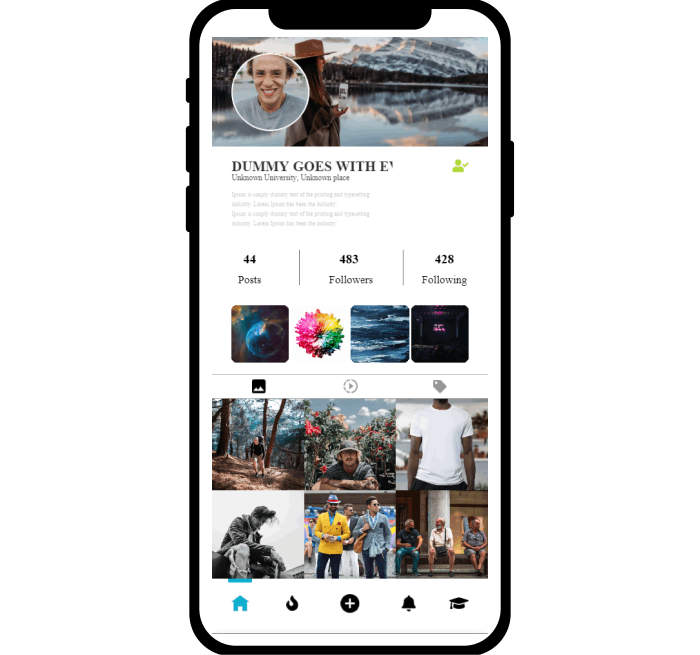 DUMMY GOES WITH EV
Unknown University, Unknown place
Ipsum is simply dummy text of the printing and typesetting
industry. Lorem Ipsum has been the industry'
Ipsum is simply dummy text of the printing and typesetting
industry. Lorem Ipsum has been the industry'
44 483 428
Posts Followers Following